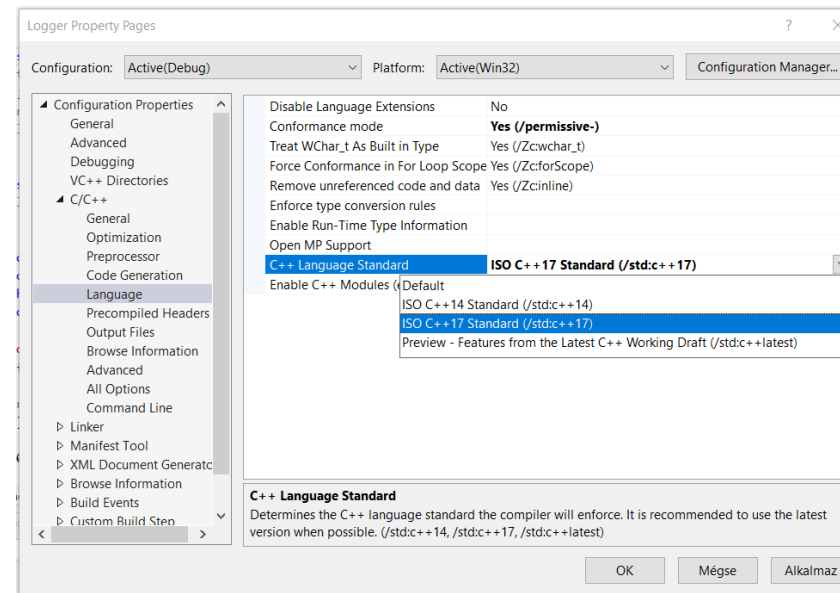 Logger Property Pages
?
Configuration: Active(Debug) Platform: Active(Win32) Configuration Manager...
Configuration Properties
General
Advanced
Debugging
VC++ Directories
C/C++
General
Optimization
Preprocessor
Code Generation
Language
Precompiled Headers
Output Files
Browse Information
Advanced
All Options
Command Line
Linker
Manifest Tool
XML Document Generato
Browse Information
Build Events
Custom Build Step
Disable Language Extensions No
Conformance mode Yes (/permissive-)
Treat WChar_t As Built in Type Yes (/Zc:wchar_t)
Force Conformance in For Loop Scope Yes (/Zc:forScope)
Remove unreferenced code and data Yes (/Zc:inline)
Enforce type conversion rules
Enable Run-Time Type Information
Open MP Support
C++ Language Standard ISO C++17 Standard (/std:c++17)
Enable C++ Modules (e
Default
ISO C++14 Standard (/std:c++14)
ISO C++17 Standard (/std:c++17)
Preview - Features from the Latest C++ Working Draft (/std:c++latest)
C++ Language Standard
Determines the C++ language standard the compiler will enforce. It is recommended to use the latest
version when possible. (/std:c++14, /std:c++17, /std:c++latest)
OK Mégse Alkalmaz